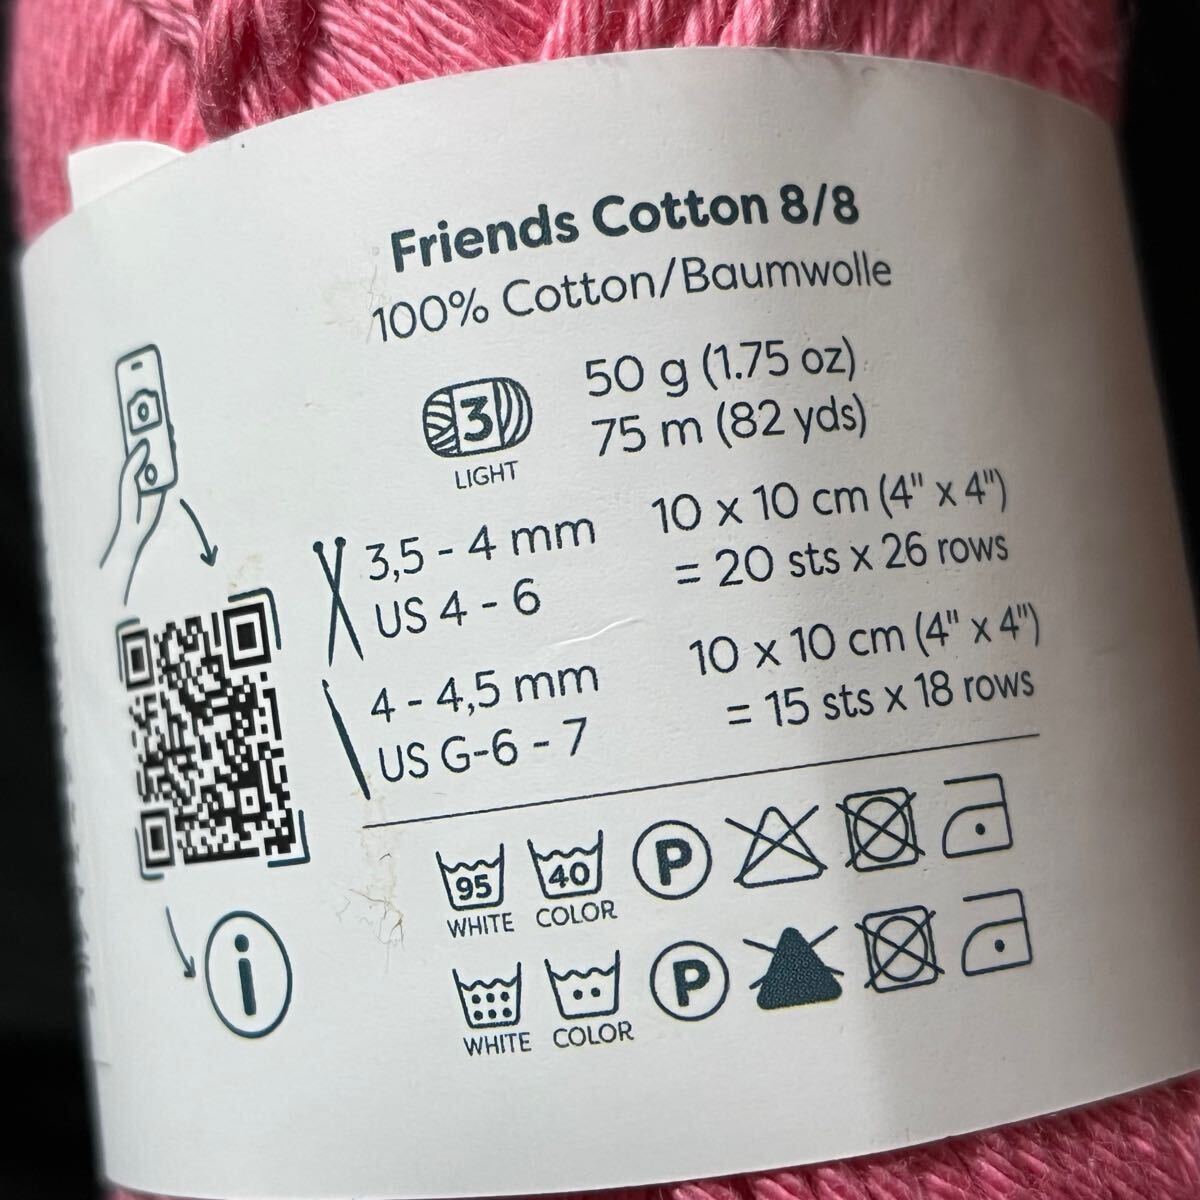 Friends Cotton 8/8
100% Cotton/Baumwolle
3
LIGHT
50 g (1.75 oz)
75 m (82 yds)
3,5 - 4 mm
US 4 - 6
10 x 10 cm (4" x 4")
= 20 sts x 26 rows
4 - 4,5 mm
US G-6 - 7
10 x 10 cm (4" x 4")
= 15 sts x 18 rows
95 40 P
WHITE COLOR
P
WHITE COLOR
i